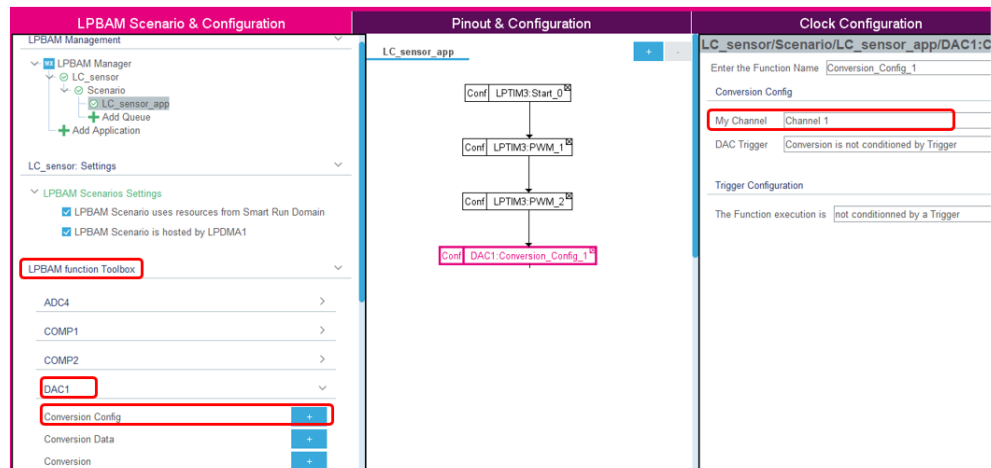 LPBAM Scenario & Configuration
Pinout & Configuration
Clock Configuration
LPBAM Management
LPBAM Manager
LC_sensor
Scenario
LC_sensor_app
Add Queue
Add Application
LC_sensor: Settings
LPBAM Scenarios Settings
LPBAM Scenario uses resources from Smart Run Domain
LPBAM Scenario is hosted by LPDMA1
LPBAM function Toolbox
ADC4
COMP1
COMP2
DAC1
Conversion Config +
Conversion Data +
Conversion +
LC_sensor_app + -
Conf LPTIM3:Start_0
Conf LPTIM3:PWM_1
Conf LPTIM3:PWM_2
Conf DAC1:Conversion_Config_1
LC_sensor/Scenario/LC_sensor_app/DAC1:C
Enter the Function Name Conversion_Config_1
Conversion Config
My Channel Channel 1
DAC Trigger Conversion is not conditioned by Trigger
Trigger Configuration
The Function execution is not conditionned by a Trigger